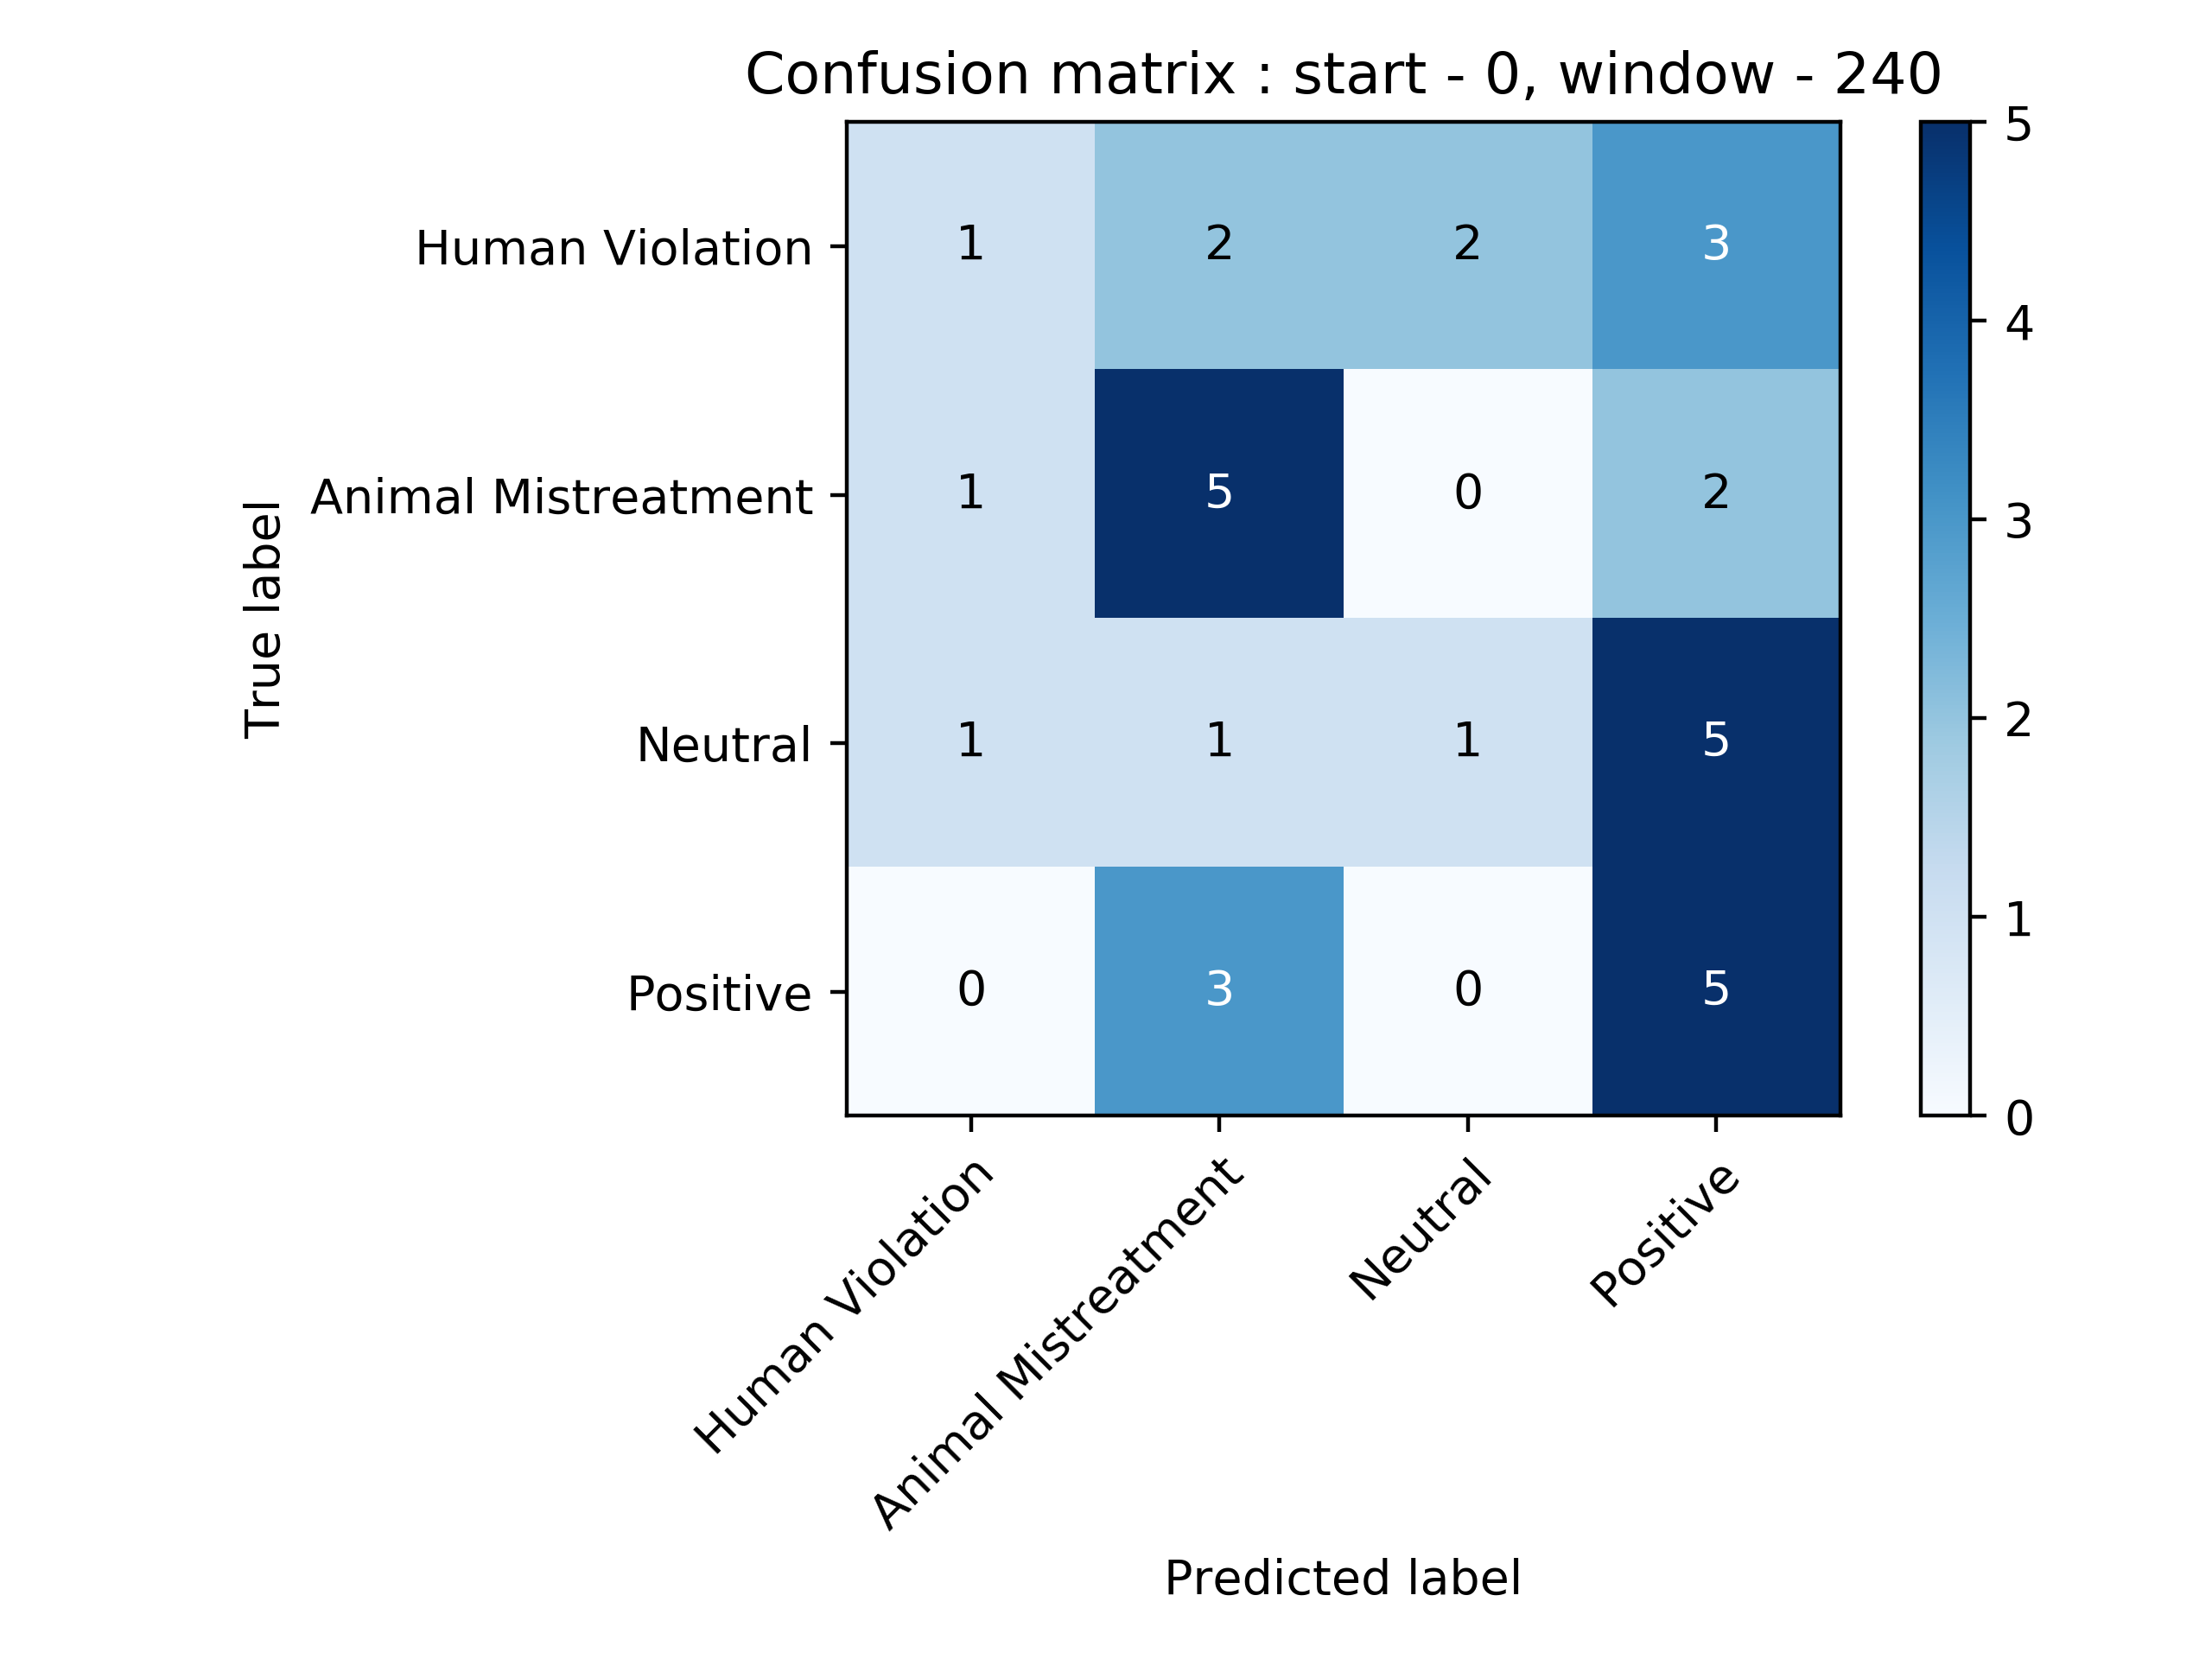 Confusion matrix : start - 0, window - 240
True label
Human Violation 1 2 2 3
Animal Mistreatment 1 5 0 2
Neutral 1 1 1 5
Positive 0 3 0 5
Human Violation
Animal Mistreatment
Neutral
Positive
Predicted label
5
4
3
2
1
0